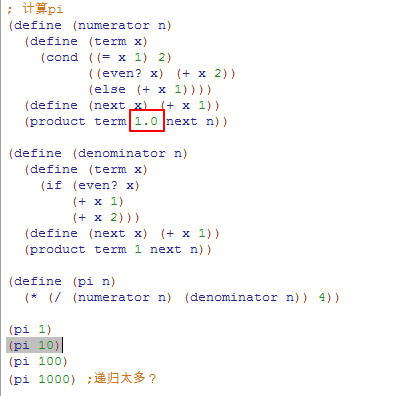 ; 计算pi
(define (numerator n)
  (define (term x)
    (cond ((= x 1) 2)
          ((even? x) (+ x 2))
          (else (+ x 1))))
  (define (next x) (+ x 1))
  (product term 1.0 next n))

(define (denominator n)
  (define (term x)
    (if (even? x)
        (+ x 1)
        (+ x 2)))
  (define (next x) (+ x 1))
  (product term 1 next n))

(define (pi n)
  (* (/ (numerator n) (denominator n)) 4))

(pi 1)
(pi 10)
(pi 100)
(pi 1000) ;递归太多？